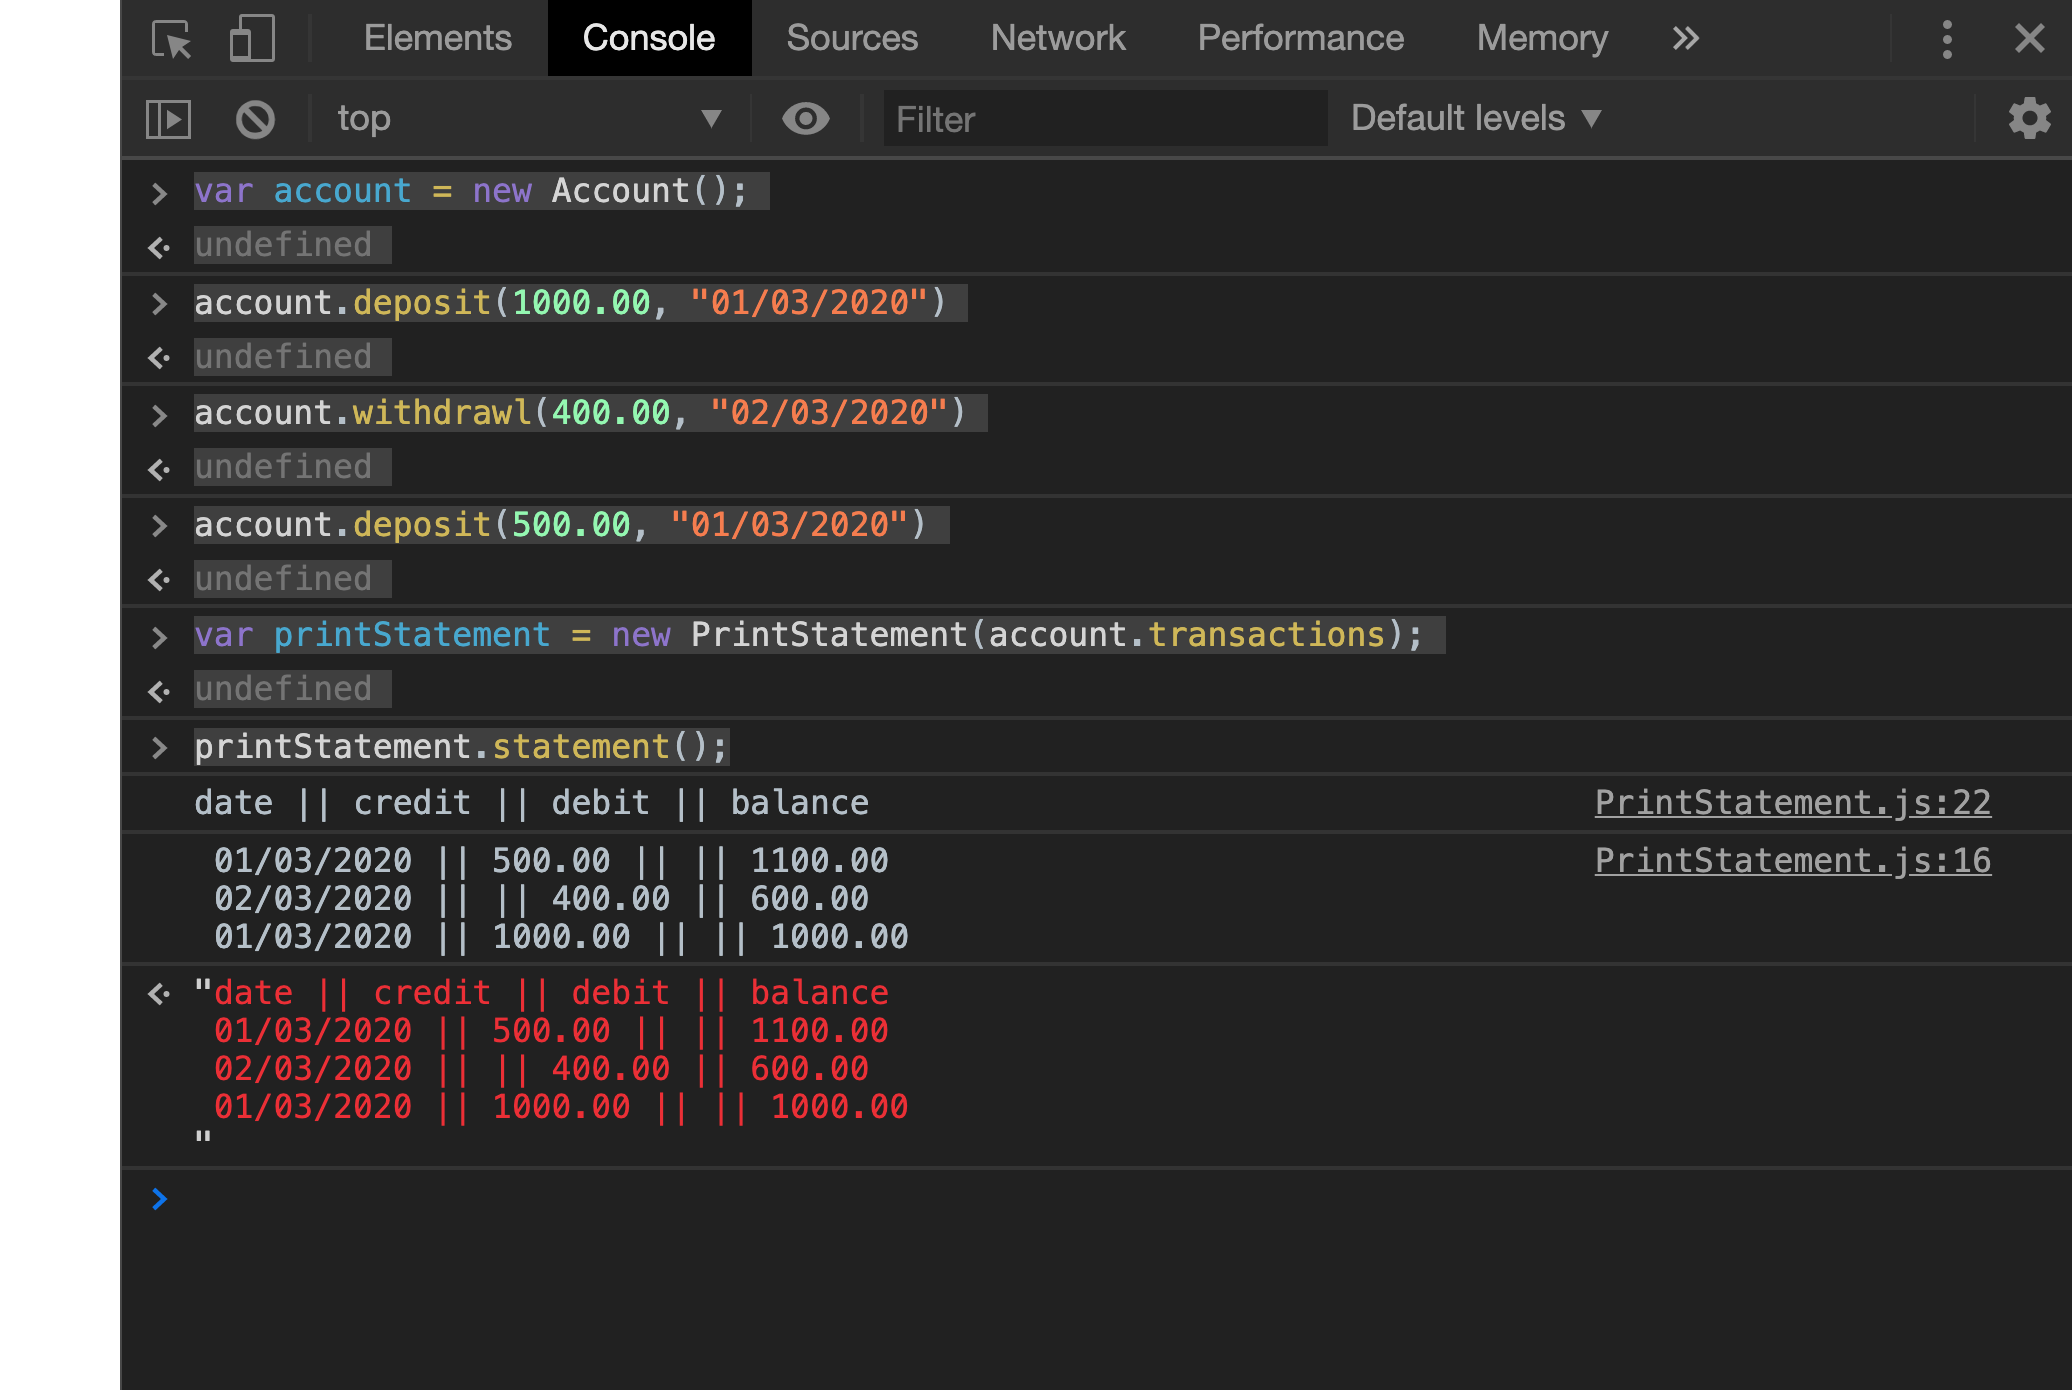 Elements Console Sources Network Performance Memory
top Filter Default levels
var account = new Account();
undefined
account.deposit(1000.00, "01/03/2020")
undefined
account.withdrawl(400.00, "02/03/2020")
undefined
account.deposit(500.00, "01/03/2020")
undefined
var printStatement = new PrintStatement(account.transactions);
undefined
printStatement.statement();
date || credit || debit || balance PrintStatement.js:22
01/03/2020 || 500.00 || || 1100.00 PrintStatement.js:16
02/03/2020 || || 400.00 || 600.00
01/03/2020 || 1000.00 || || 1000.00
"date || credit || debit || balance
01/03/2020 || 500.00 || || 1100.00
02/03/2020 || || 400.00 || 600.00
01/03/2020 || 1000.00 || || 1000.00
"